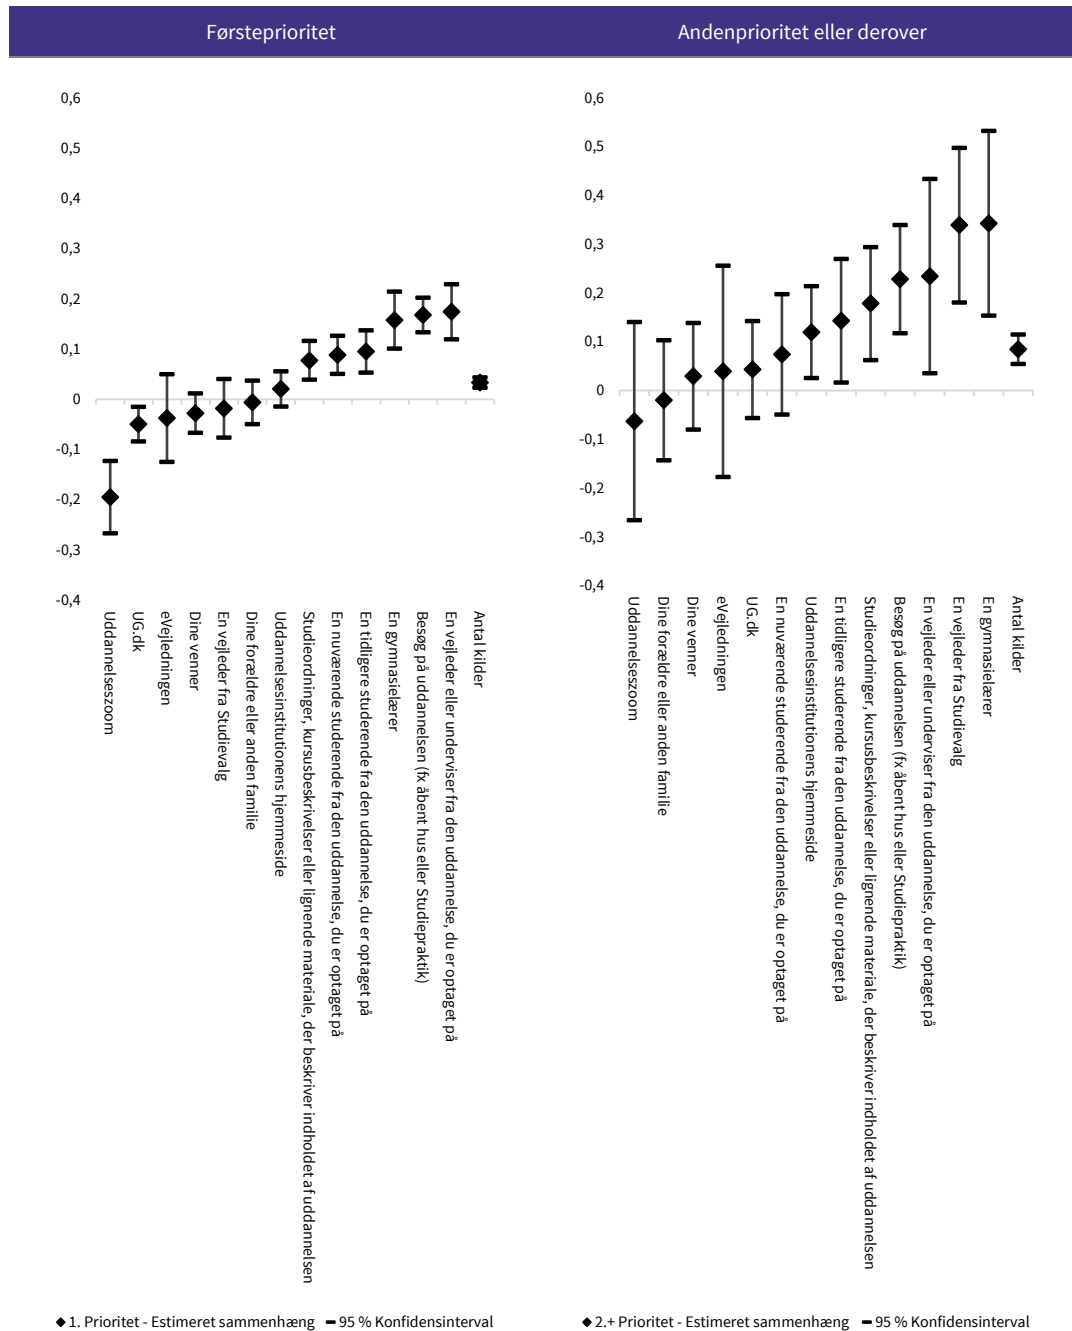 Førsteprioritet
Andenprioritet eller derover
0,6
0,5
0,4
0,3
0,2
0,1
0
-0,1
-0,2
-0,3
-0,4
Uddannelseszoom
UG.dk
eVejledningen
Dine venner
En vejleder fra Studievalg
Dine forældre eller anden familie
Uddannelsesinstitutionens hjemmeside
Studieordninger, kursusbeskrivelser eller lignende materiale, der beskriver indholdet af uddannelsen
En nuværende studerende fra den uddannelse, du er optaget på
En tidligere studerende fra den uddannelse, du er optaget på
En gymnasielærer
Besøg på uddannelsen (fx åbent hus eller Studiepraktik)
En vejleder eller underviser fra den uddannelse, du er optaget på
Antal kilder
1. Prioritet - Estimeret sammenhæng
95 % Konfidensinterval
0,6
0,5
0,4
0,3
0,2
0,1
0
-0,1
-0,2
-0,3
-0,4
Uddannelseszoom
Dine forældre eller anden familie
Dine venner
eVejledningen
UG.dk
En nuværende studerende fra den uddannelse, du er optaget på
Uddannelsesinstitutionens hjemmeside
En tidligere studerende fra den uddannelse, du er optaget på
Studieordninger, kursusbeskrivelser eller lignende materiale, der beskriver indholdet af uddannelsen
Besøg på uddannelsen (fx åbent hus eller Studiepraktik)
En vejleder eller underviser fra den uddannelse, du er optaget på
En vejleder fra Studievalg
En gymnasielærer
Antal kilder
2.+ Prioritet - Estimeret sammenhæng
95 % Konfidensinterval